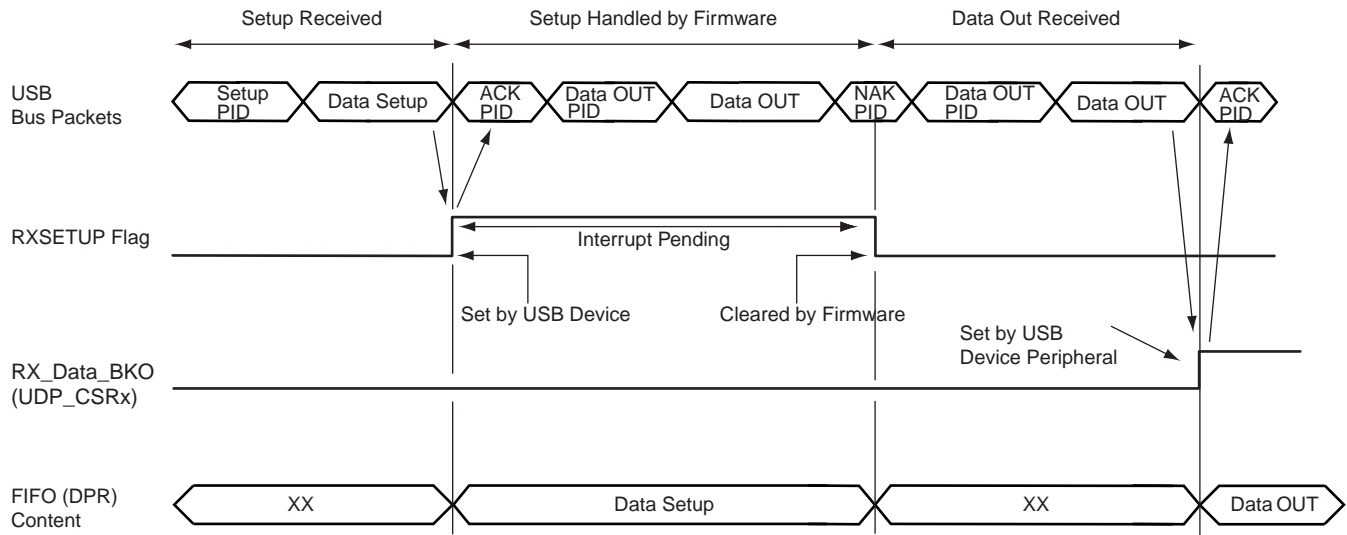 Setup Received
Setup Handled by Firmware
Data Out Received
USB
Bus Packets
Setup
PID
Data Setup
ACK
PID
Data OUT
PID
Data OUT
NAK
PID
Data OUT
PID
Data OUT
ACK
PID
RXSETUP Flag
Interrupt Pending
Set by USB Device
Cleared by Firmware
Set by USB
Device Peripheral
RX_Data_BKO
(UDP_CSRx)
FIFO (DPR)
Content
XX
Data Setup
XX
Data OUT